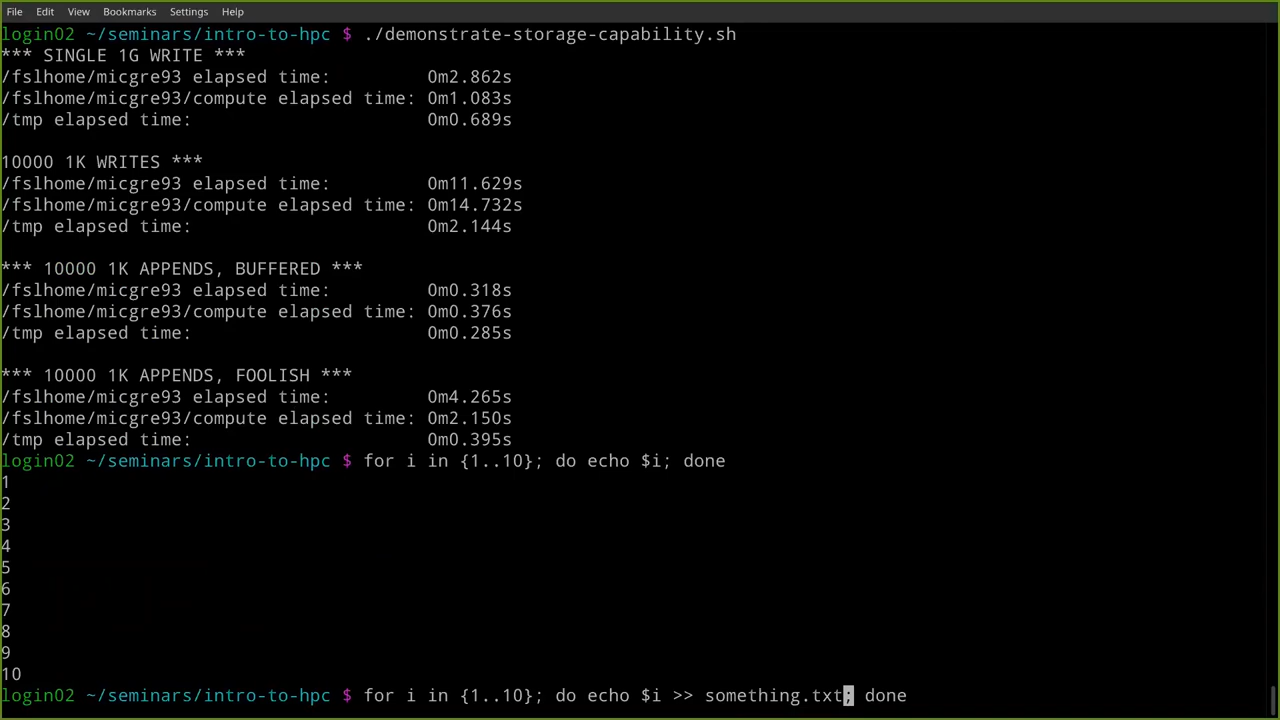 File Edit View Bookmarks Settings Help
login02 ~/seminars/intro-to-hpc $ ./demonstrate-storage-capability.sh
*** SINGLE 1G WRITE ***
/fslhome/micgre93 elapsed time: 0m2.862s
/fslhome/micgre93/compute elapsed time: 0m1.083s
/tmp elapsed time: 0m0.689s
10000 1K WRITES ***
/fslhome/micgre93 elapsed time: 0m11.629s
/fslhome/micgre93/compute elapsed time: 0m14.732s
/tmp elapsed time: 0m2.144s
*** 10000 1K APPENDS, BUFFERED ***
/fslhome/micgre93 elapsed time: 0m0.318s
/fslhome/micgre93/compute elapsed time: 0m0.376s
/tmp elapsed time: 0m0.285s
*** 10000 1K APPENDS, FOOLISH ***
/fslhome/micgre93 elapsed time: 0m4.265s
/fslhome/micgre93/compute elapsed time: 0m2.150s
/tmp elapsed time: 0m0.395s
login02 ~/seminars/intro-to-hpc $ for i in {1..10}; do echo $i; done
1
2
3
4
5
6
7
8
9
10
login02 ~/seminars/intro-to-hpc $ for i in {1..10}; do echo $i >> something.txt; done